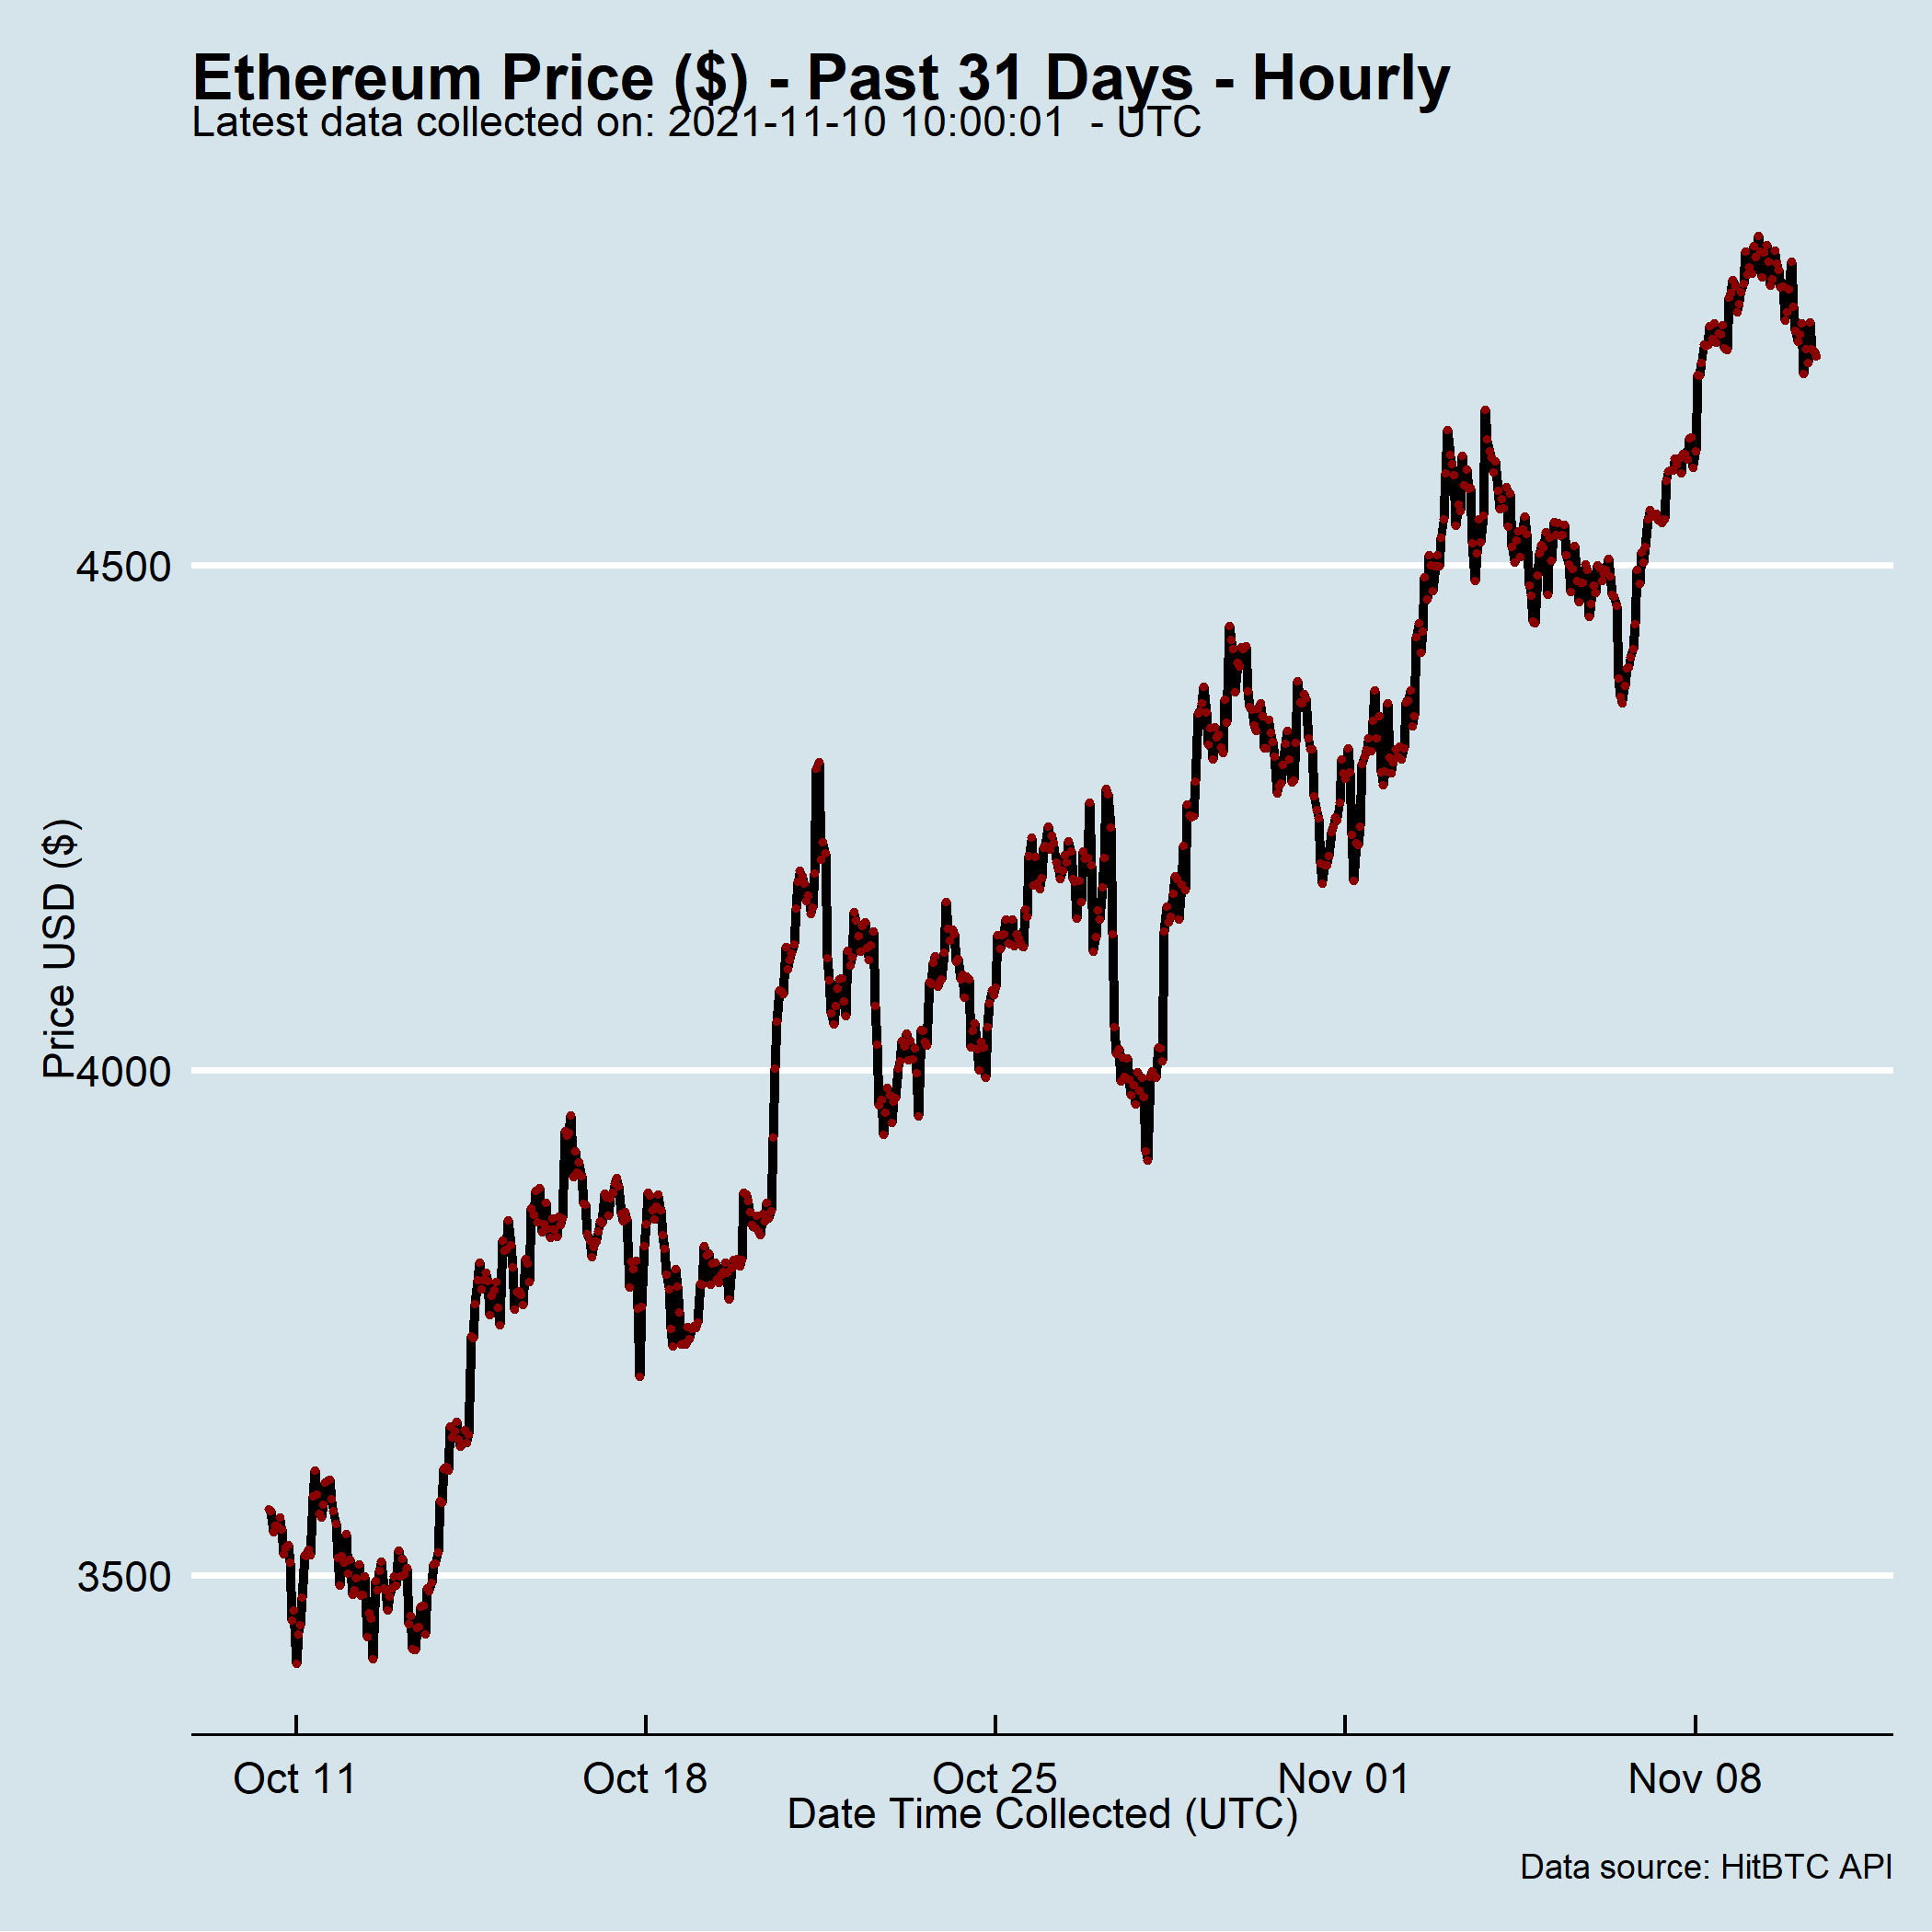 Ethereum Price ($) - Past 31 Days - Hourly
Latest data collected on: 2021-11-10 10:00:01  - UTC
Price USD ($)
4500
4000
3500
Oct 11 Oct 18 Oct 25 Nov 01 Nov 08
Date Time Collected (UTC)
Data source: HitBTC API